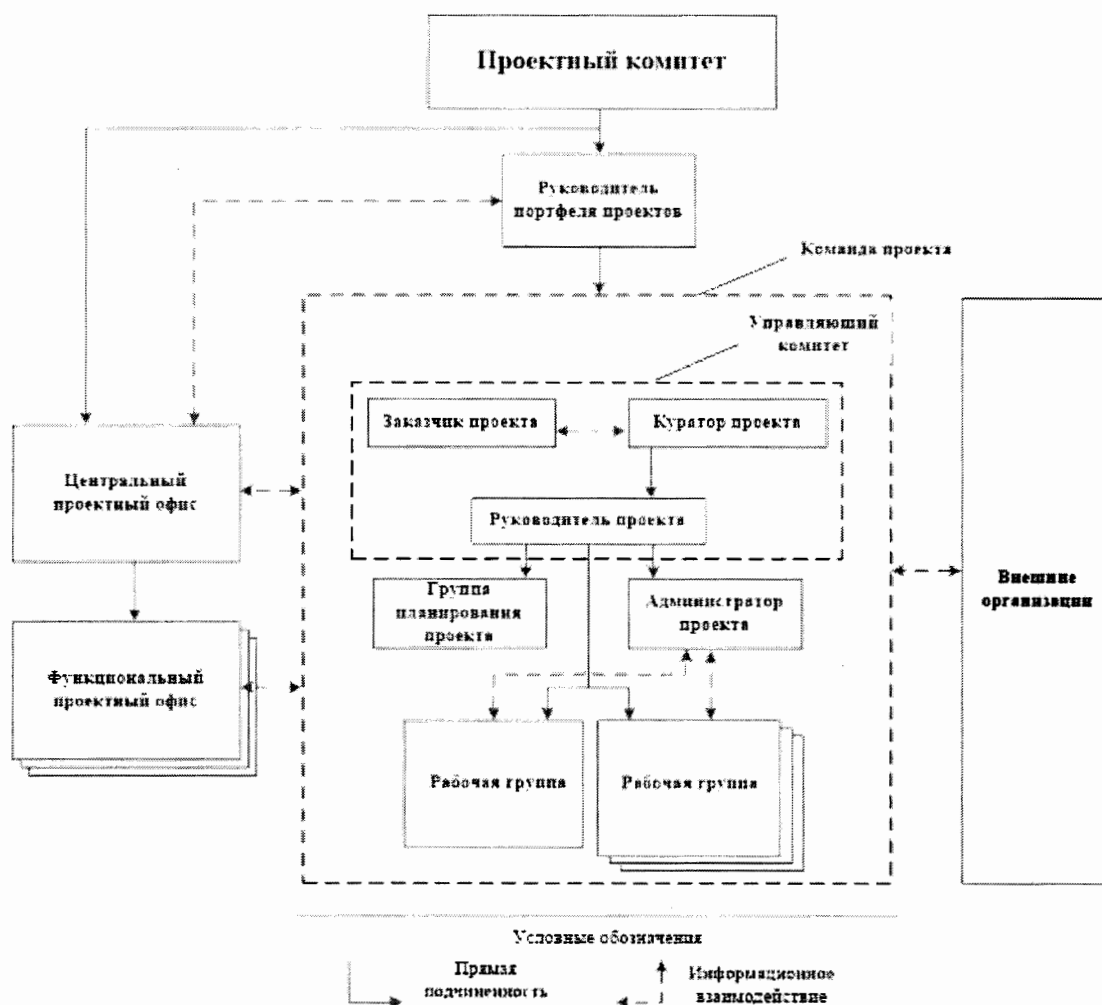 Проектный комитет
Руководитель
портфеля проектов
Команда проекта
Управляющий
комитет
Заказчик проекта
Куратор проекта
Центральный
проектный офис
Руководитель проекта
Внешние
организации
Группа
планирования
проекта
Администратор
проекта
Функциональный
проектный офис
Рабочая группа
Рабочая группа
Условные обозначения
Прямая
подчиненность
Информационное
взаимодействие